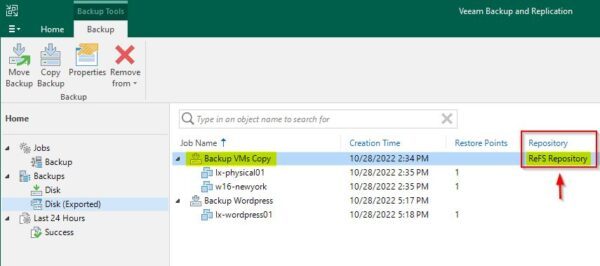 Backup Tools
Veeam Backup and Replication
Home
Backup
Move Backup
Copy Backup
Properties
Remove from
Backup
Home
Type in an object name to search for
Jobs
Backup
Backups
Disk
Disk (Exported)
Last 24 Hours
Success
Job Name Creation Time Restore Points Repository
Backup VMs Copy 10/28/2022 2:34 PM ReFS Repository
lx-physical01 10/28/2022 2:35 PM 1
w16-newyork 10/28/2022 2:35 PM 1
Backup Wordpress 10/28/2022 5:17 PM
lx-wordpress01 10/28/2022 5:18 PM 1